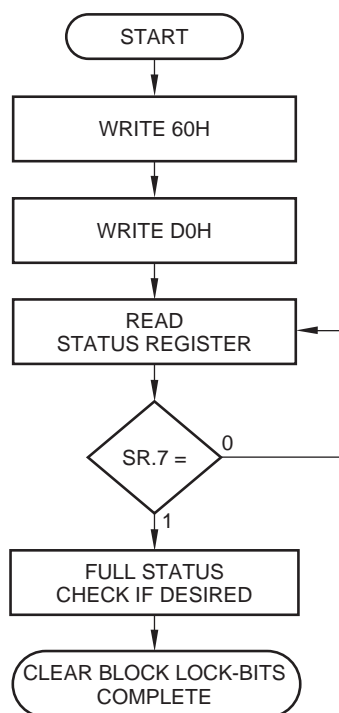 START
WRITE 60H
WRITE D0H
READ
STATUS REGISTER
SR.7 =
0
1
FULL STATUS
CHECK IF DESIRED
CLEAR BLOCK LOCK-BITS
COMPLETE